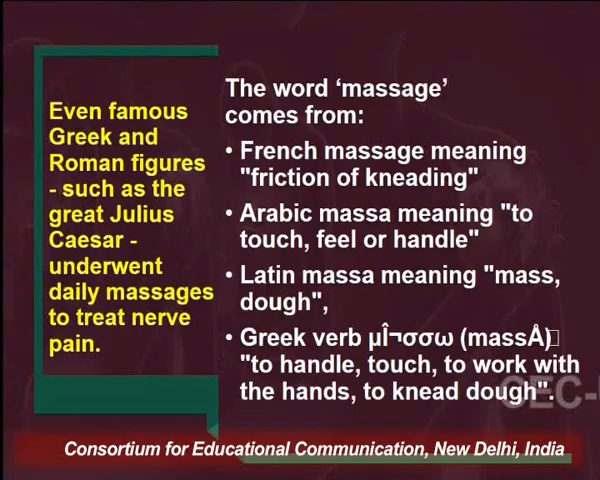 Even famous
Greek and
Roman figures
- such as the
great Julius
Caesar -
underwent
daily massages
to treat nerve
pain.
The word ‘massage’
comes from:
• French massage meaning
"friction of kneading"
• Arabic massa meaning "to
touch, feel or handle"
• Latin massa meaning "mass,
dough",
• Greek verb µÎ¬σσω (massÅ)
"to handle, touch, to work with
the hands, to knead dough".
CEC-
Consortium for Educational Communication, New Delhi, India